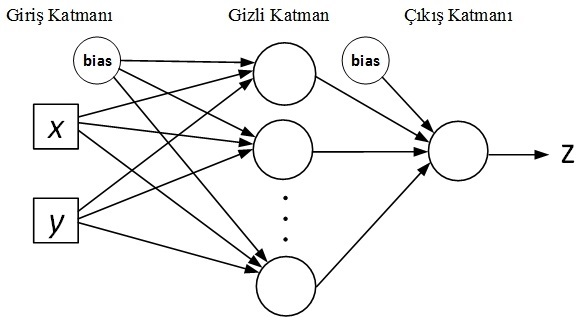 Giriş Katmanı
Gizli Katman
Çıkış Katmanı
bias
bias
x
y
z